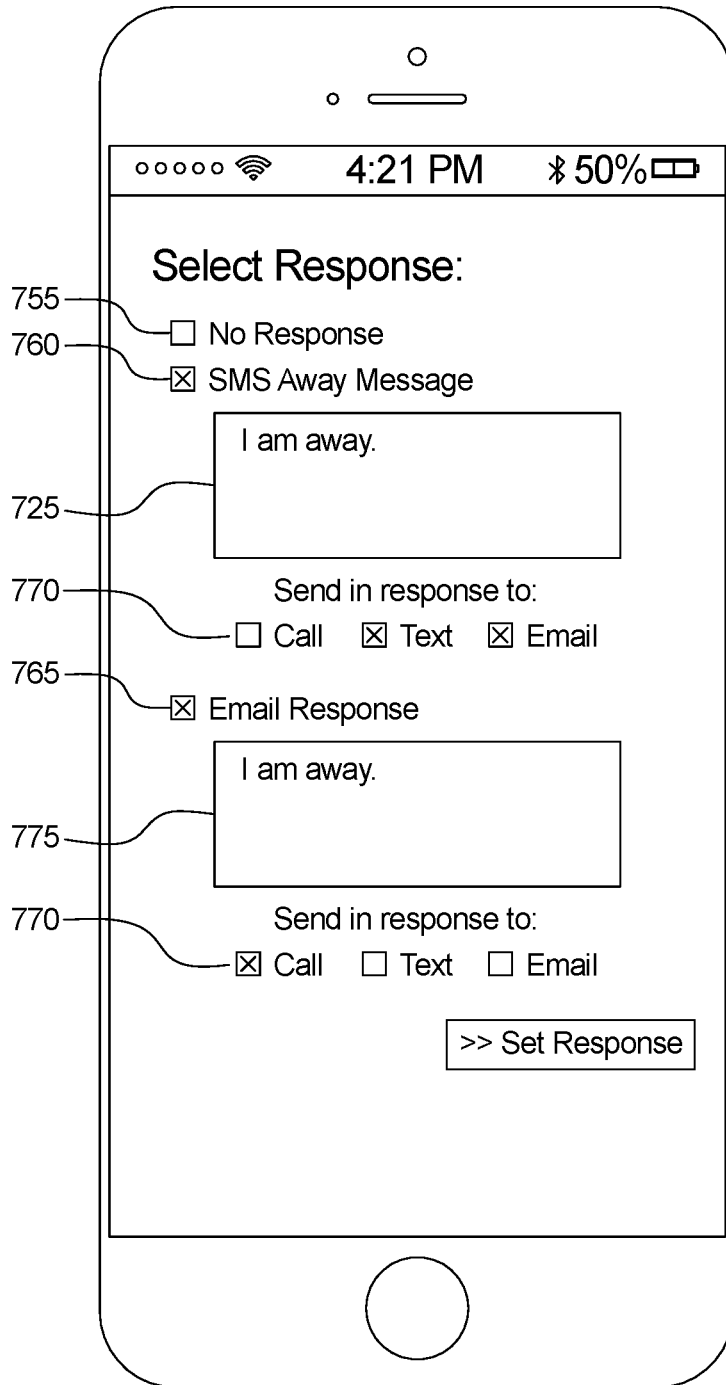 4:21 PM 50%
Select Response:
755
No Response
760
SMS Away Message
I am away.
725
Send in response to:
770
Call Text Email
765
Email Response
I am away.
775
Send in response to:
770
Call Text Email
>> Set Response